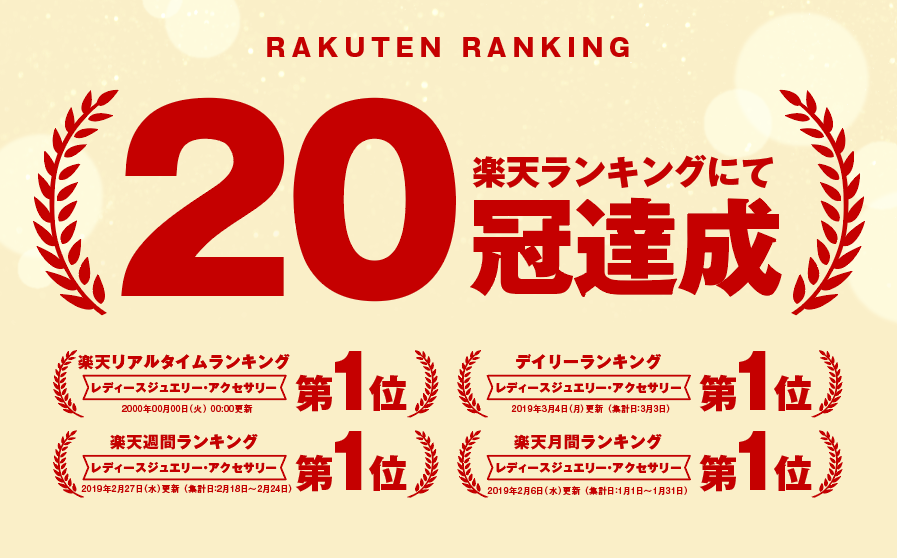 RAKUTEN RANKING
20
楽天ランキングにて
冠達成
楽天リアルタイムランキング
レディースジュエリー・アクセサリー
2000年00月00日(火) 00:00更新
第1位
デイリーランキング
レディースジュエリー・アクセサリー
2019年3月4日(月)更新 (集計日:3月3日)
第1位
楽天週間ランキング
レディースジュエリー・アクセサリー
2019年2月27日(水)更新 (集計日:2月18日〜2月24日)
第1位
楽天月間ランキング
レディースジュエリー・アクセサリー
2019年2月6日(水)更新 (集計日:1月1日〜1月31日)
第1位